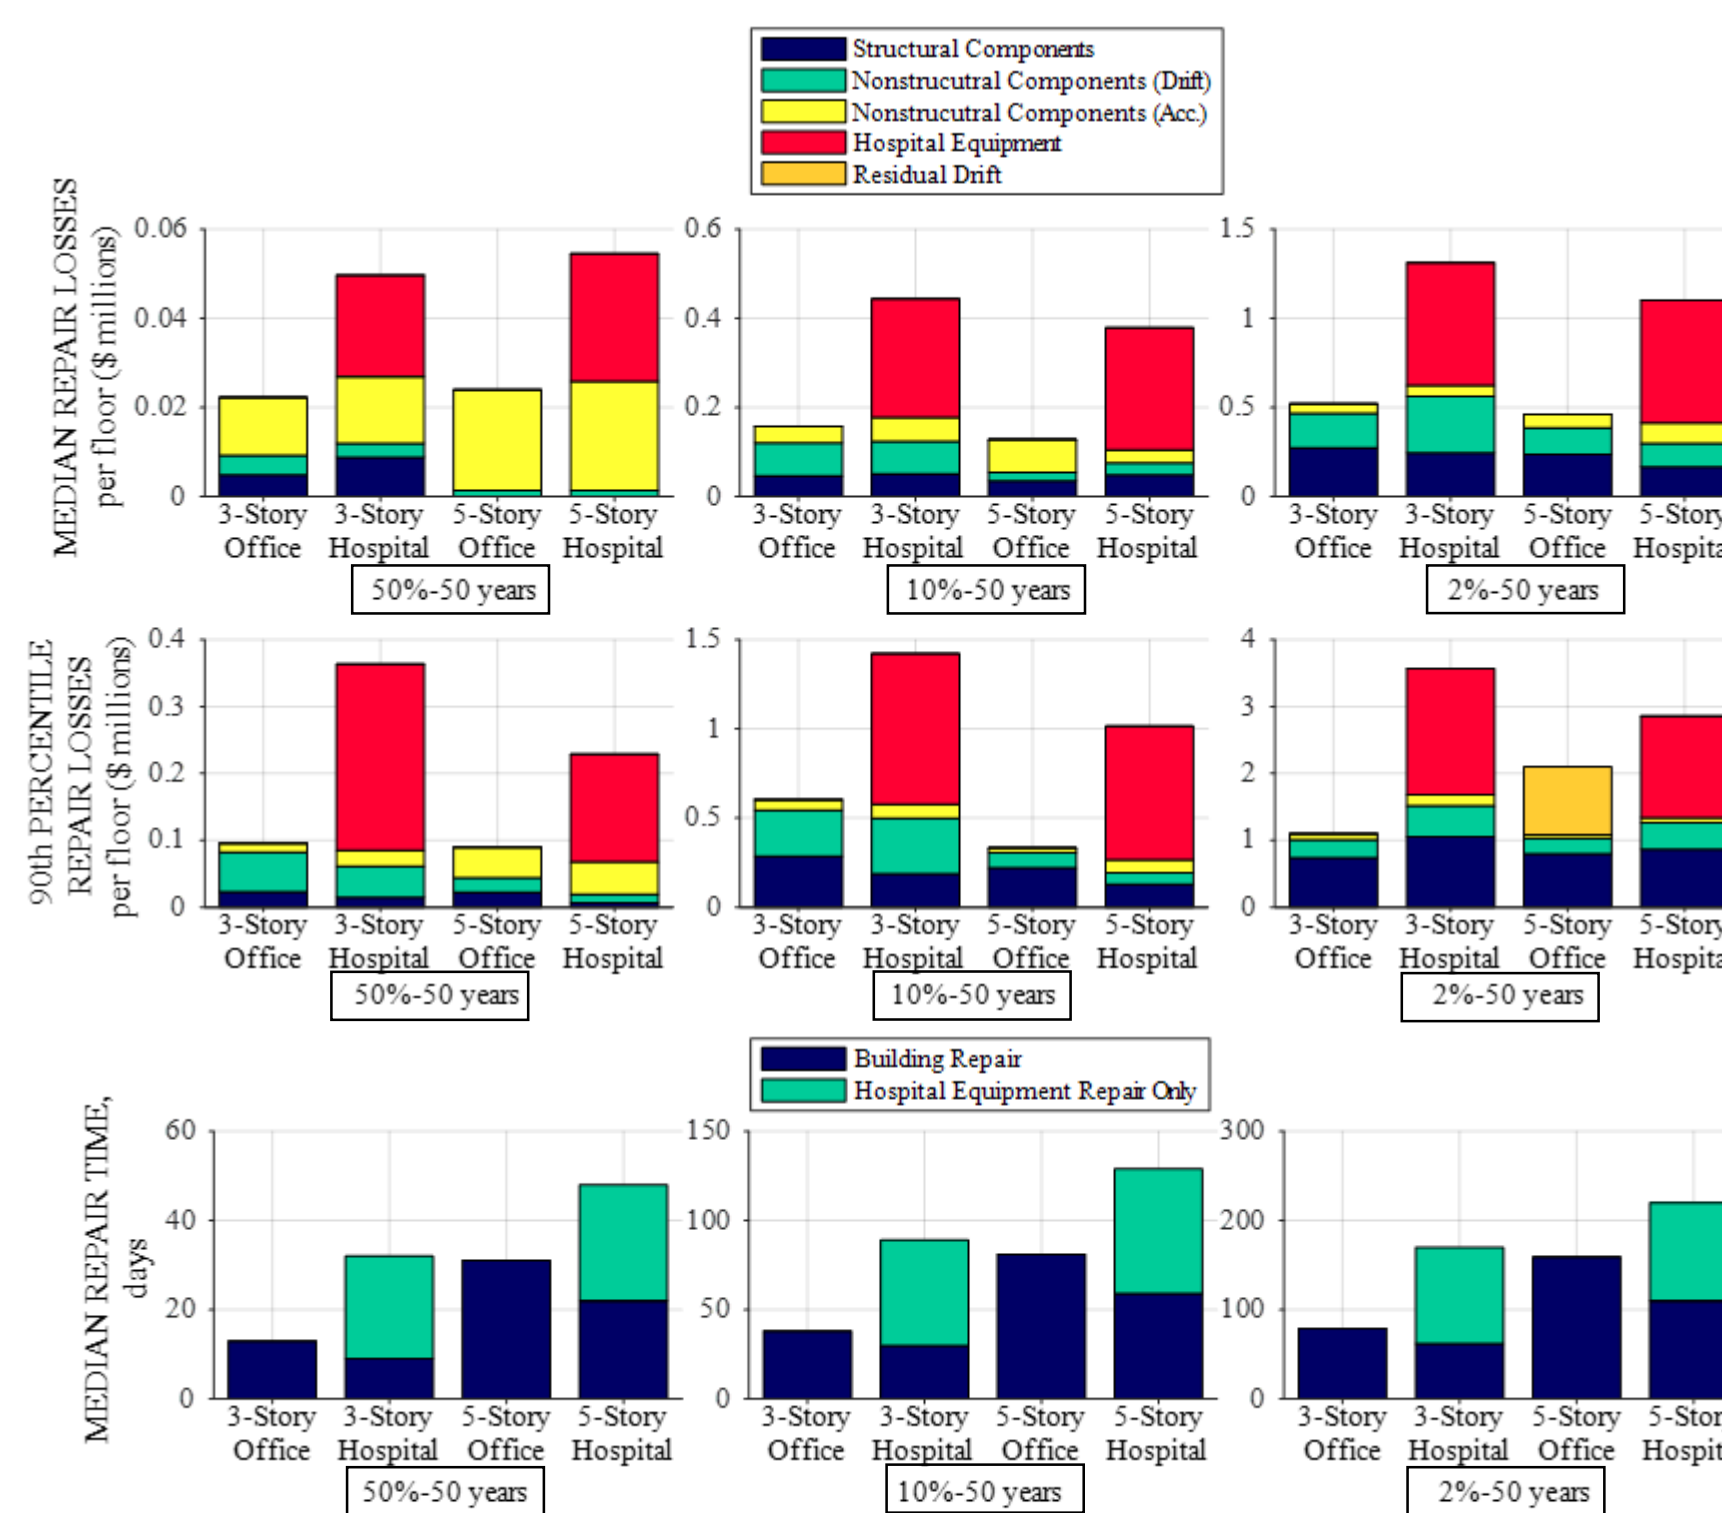 Structural Components
Nonstrucutral Components (Drift)
Nonstrucutral Components (Acc.)
Hospital Equipment
Residual Drift
MEDIAN REPAIR LOSSES
per floor ($ millions)
0.06
0.04
0.02
0
3-Story 3-Story 5-Story 5-Story
Office Hospital Office Hospital
50%-50 years
0.6
0.4
0.2
0
3-Story 3-Story 5-Story 5-Story
Office Hospital Office Hospital
10%-50 years
1.5
1
0.5
0
3-Story 3-Story 5-Story 5-Story
Office Hospital Office Hospita
2%-50 years
90th PERCENTILE
REPAIR LOSSES
per floor ($ millions)
0.4
0.3
0.2
0.1
0
3-Story 3-Story 5-Story 5-Story
Office Hospital Office Hospital
50%-50 years
1.5
1
0.5
0
3-Story 3-Story 5-Story 5-Story
Office Hospital Office Hospital
10%-50 years
4
3
2
1
0
3-Story 3-Story 5-Story 5-Story
Office Hospital Office Hospita
2%-50 years
Building Repair
Hospital Equipment Repair Only
MEDIAN REPAIR TIME,
days
60
40
20
0
3-Story 3-Story 5-Story 5-Story
Office Hospital Office Hospital
50%-50 years
150
100
50
0
3-Story 3-Story 5-Story 5-Story
Office Hospital Office Hospital
10%-50 years
300
200
100
0
3-Story 3-Story 5-Story 5-Stor
Office Hospital Office Hospit
2%-50 years